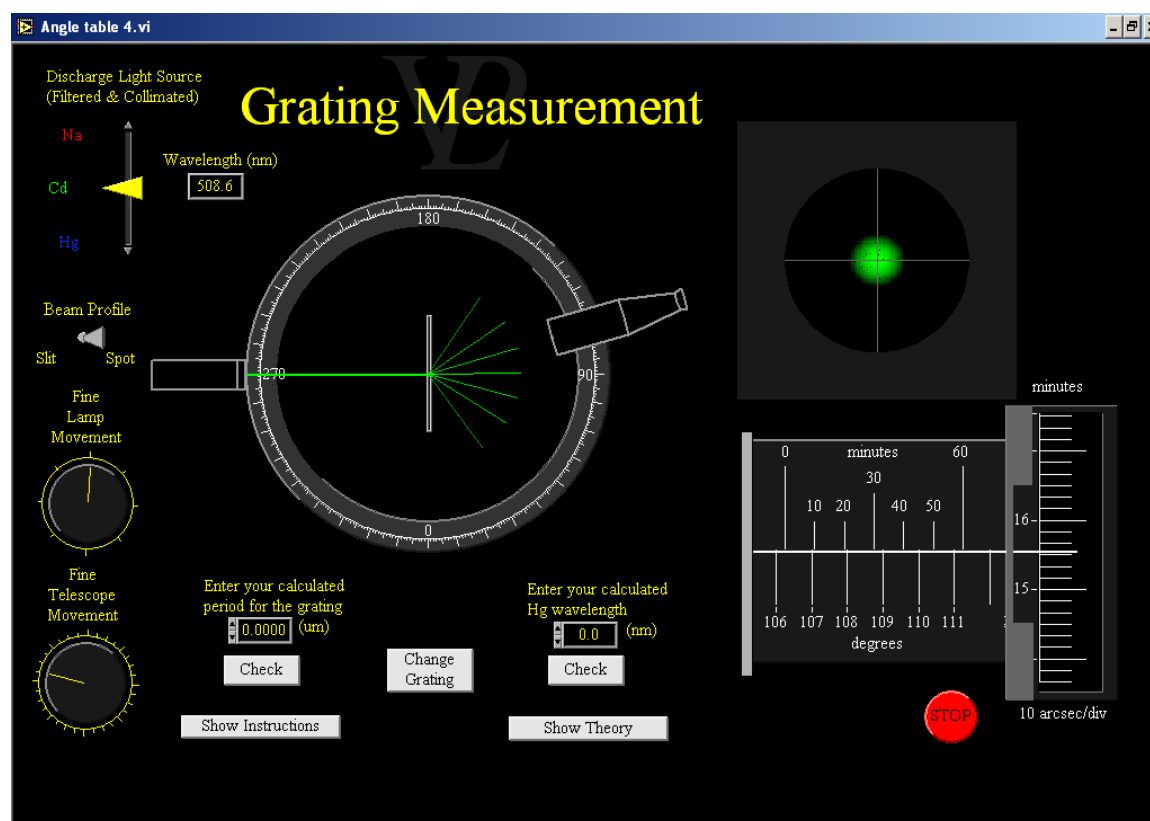 Angle table 4.vi
Discharge Light Source
(Filtered & Collimated)
Grating Measurement
VPL
Na
Wavelength (nm)
Cd
508.6
Hg
180
Beam Profile
Slit
Spot
270
90
Fine
Lamp
Movement
0
minutes
0
minutes
60
30
10
20
40
50
16
15
106
107
108
109
110
111
degrees
Fine
Telescope
Movement
Enter your calculated
period for the grating
0.0000
(um)
Check
Change
Grating
Enter your calculated
Hg wavelength
0.0
(nm)
Check
Show Instructions
Show Theory
STOP
10 arcsec/div